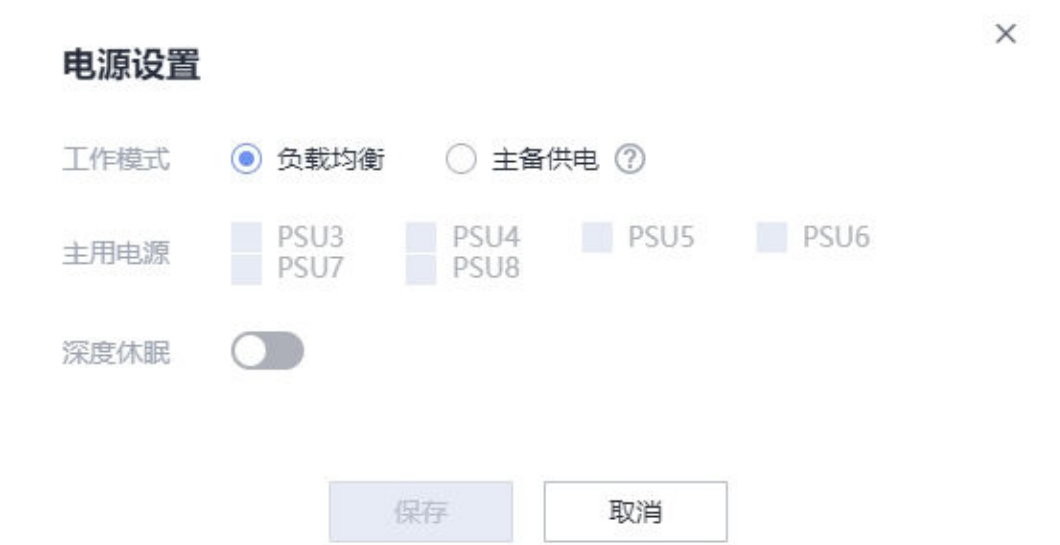 电源设置
工作模式 负载均衡 主备供电 ?
主用电源 PSU3 PSU4 PSU5 PSU6
PSU7 PSU8
深度休眠
保存 取消